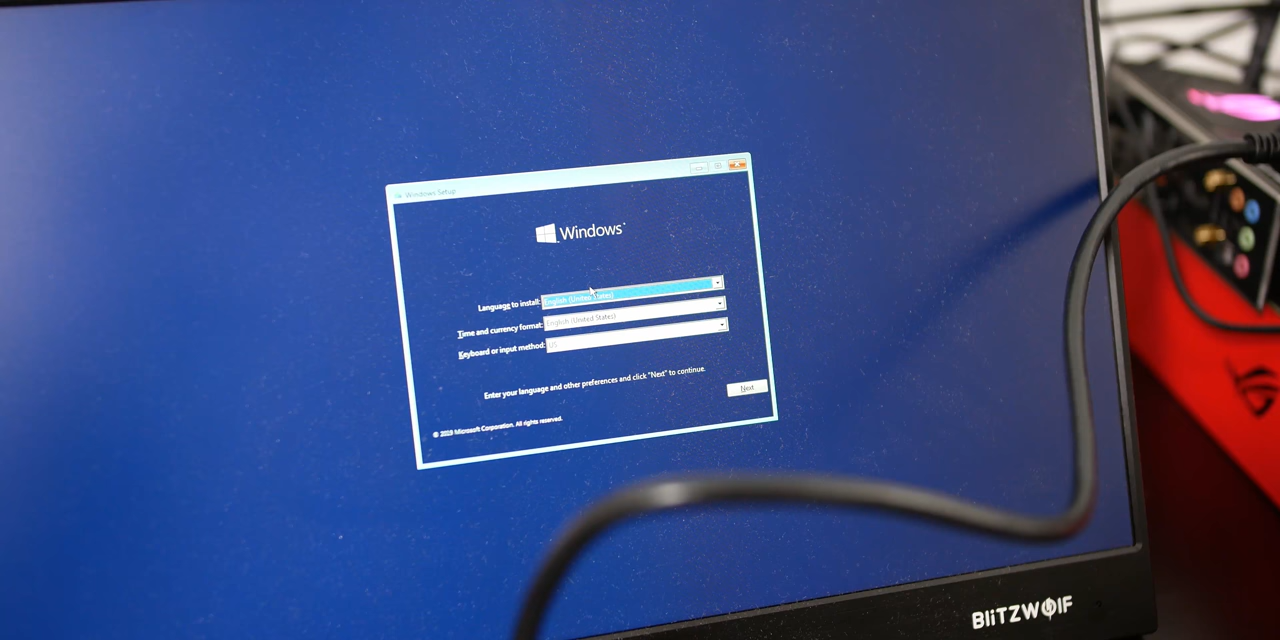 Windows Setup
Windows
Language to install: English (United States)
Time and currency format: English (United States)
Keyboard or input method: US
Enter your language and other preferences and click "Next" to continue.
Next
© 2019 Microsoft Corporation. All rights reserved.
BLiTZWOlF